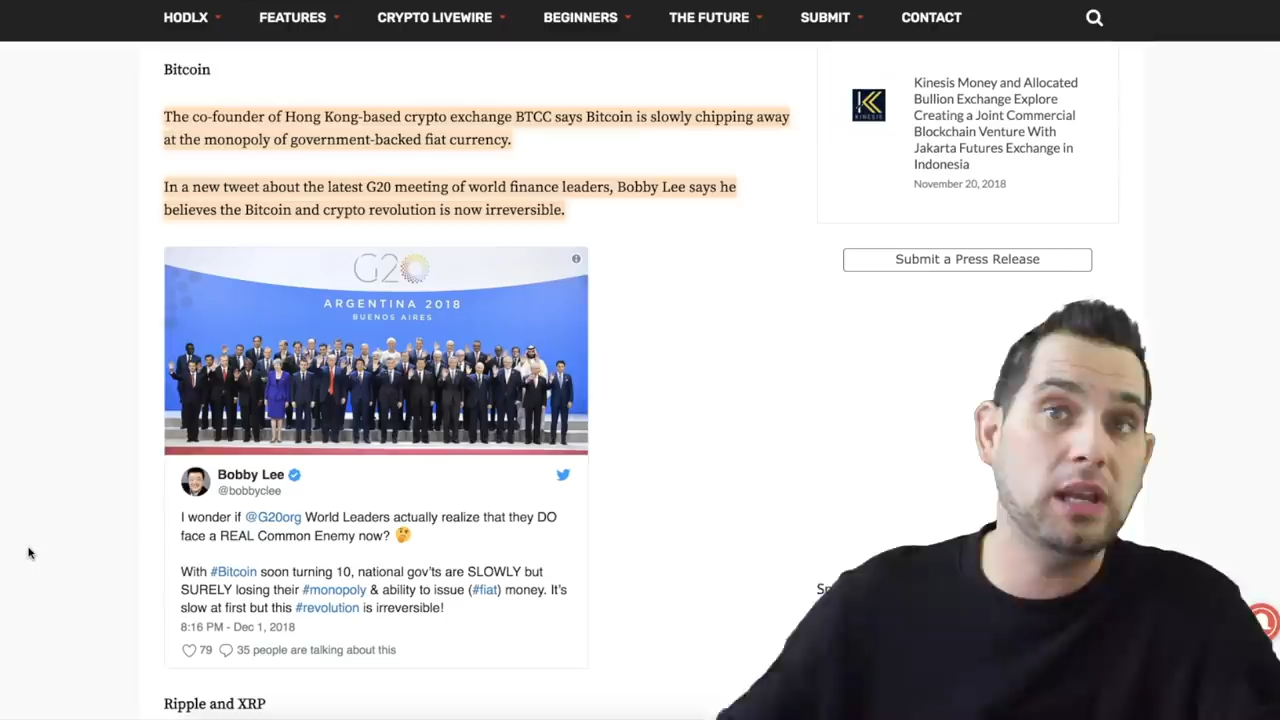 HODLX FEATURES CRYPTO LIVEWIRE BEGINNERS THE FUTURE SUBMIT CONTACT
Bitcoin
The co-founder of Hong Kong-based crypto exchange BTCC says Bitcoin is slowly chipping away
at the monopoly of government-backed fiat currency.
In a new tweet about the latest G20 meeting of world finance leaders, Bobby Lee says he
believes the Bitcoin and crypto revolution is now irreversible.
G20
ARGENTINA 2018
BUENOS AIRES
Bobby Lee
@bobbyclee
I wonder if @G20org World Leaders actually realize that they DO
face a REAL Common Enemy now? 🤔
With #Bitcoin soon turning 10, national gov'ts are SLOWLY but
SURELY losing their #monopoly & ability to issue (#fiat) money. It's
slow at first but this #revolution is irreversible!
8:16 PM - Dec 1, 2018
79 35 people are talking about this
Ripple and XRP
KINESIS
Kinesis Money and Allocated
Bullion Exchange Explore
Creating a Joint Commercial
Blockchain Venture With
Jakarta Futures Exchange in
Indonesia
November 20, 2018
Submit a Press Release